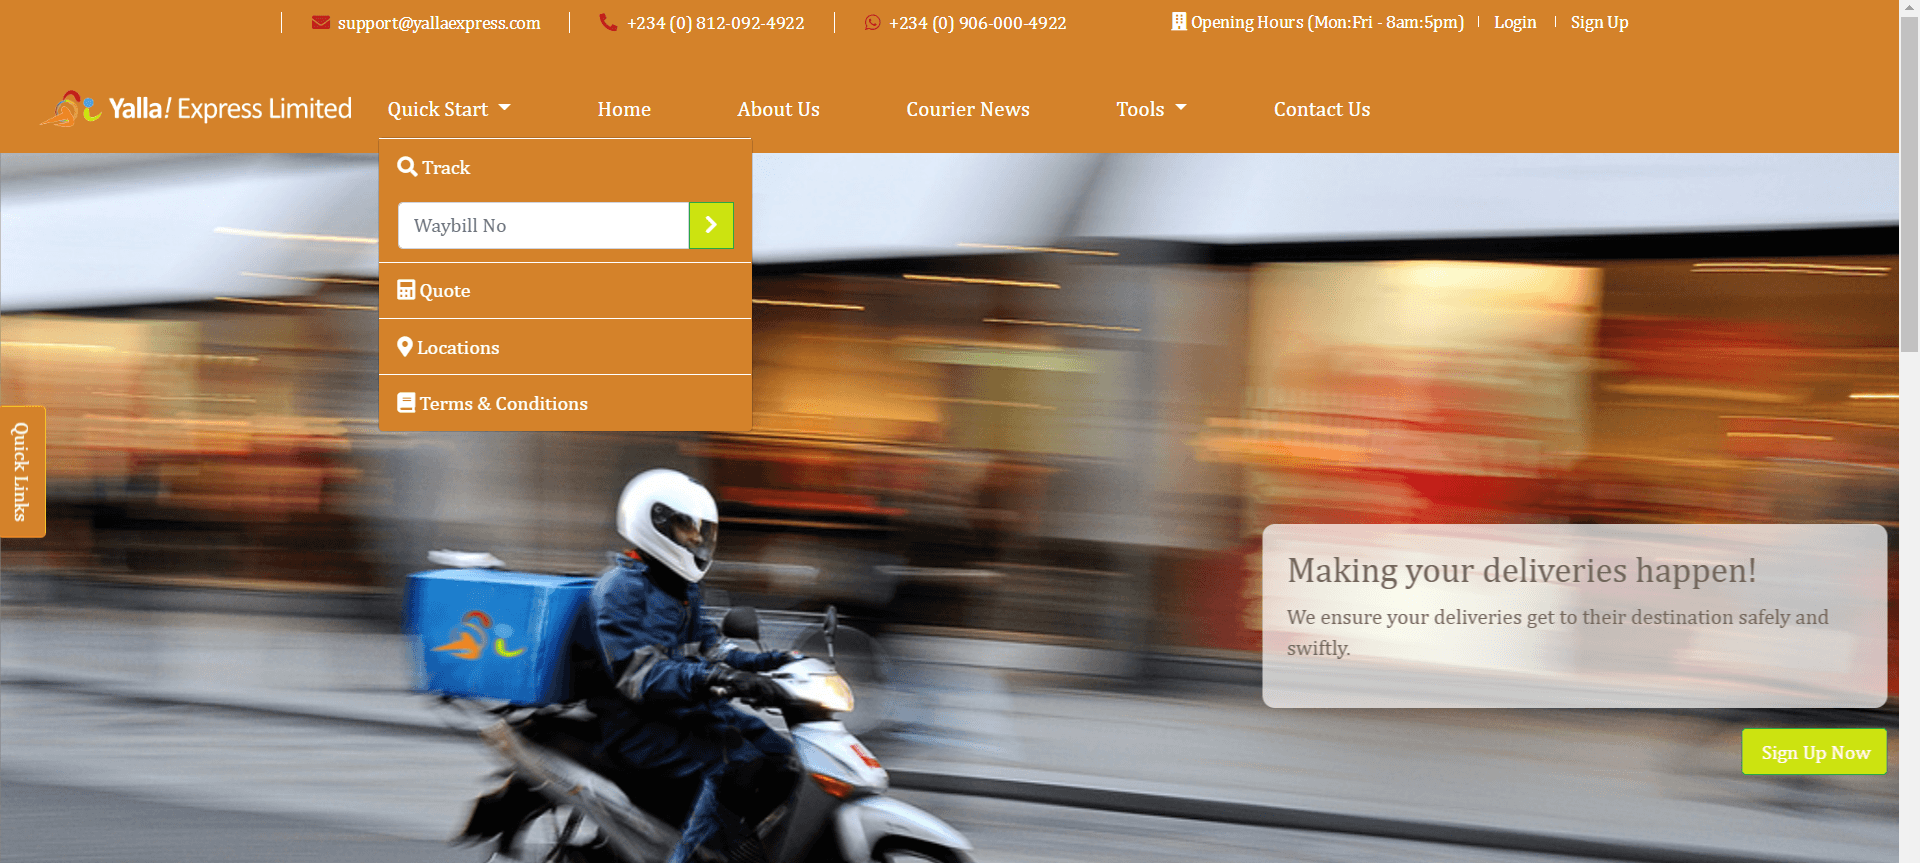 support@yallaexpress.com
+234 (0) 812-092-4922
+234 (0) 906-000-4922
Opening Hours (Mon:Fri - 8am:5pm)
Login
Sign Up
Yalla! Express Limited
Quick Start
Home
About Us
Courier News
Tools
Contact Us
Track
Waybill No
Quote
Locations
Terms & Conditions
Quick Links
Making your deliveries happen!
We ensure your deliveries get to their destination safely and
swiftly.
Sign Up Now